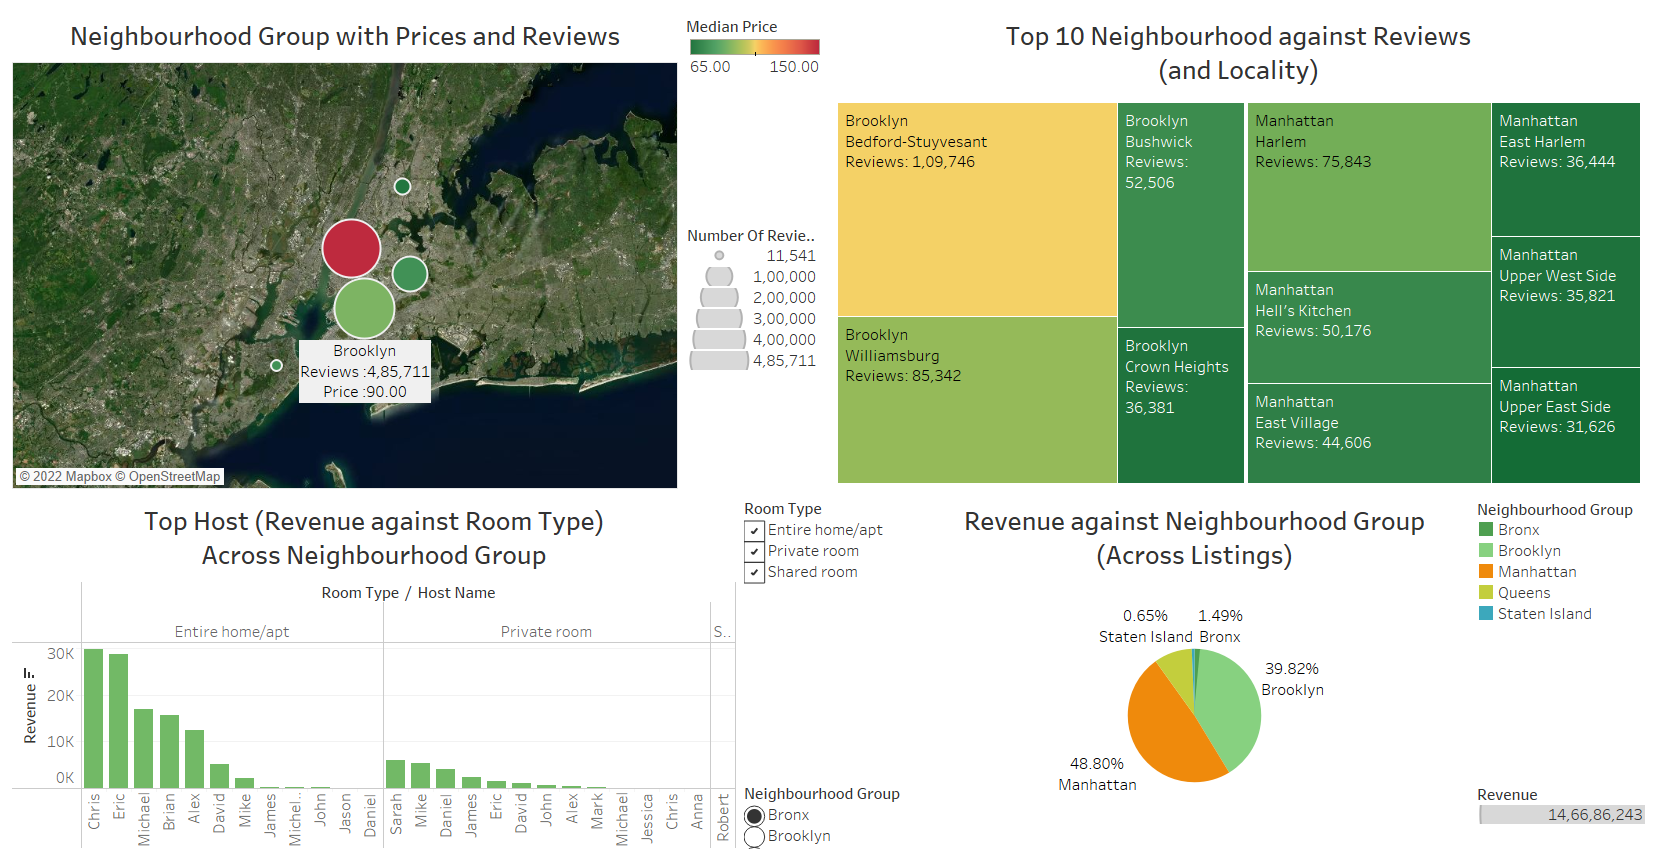 Neighbourhood Group with Prices and Reviews
Brooklyn
Reviews :4,85,711
Price :90.00
© 2022 Mapbox © OpenStreetMap
Median Price
65.00 150.00
Number Of Revie..
11,541
1,00,000
2,00,000
3,00,000
4,00,000
4,85,711
Top 10 Neighbourhood against Reviews
(and Locality)
Brooklyn
Bedford-Stuyvesant
Reviews: 1,09,746
Brooklyn
Williamsburg
Reviews: 85,342
Brooklyn
Bushwick
Reviews:
52,506
Brooklyn
Crown Heights
Reviews:
36,381
Manhattan
Harlem
Reviews: 75,843
Manhattan
Hell's Kitchen
Reviews: 50,176
Manhattan
East Village
Reviews: 44,606
Manhattan
East Harlem
Reviews: 36,444
Manhattan
Upper West Side
Reviews: 35,821
Manhattan
Upper East Side
Reviews: 31,626
Top Host (Revenue against Room Type)
Across Neighbourhood Group
Room Type / Host Name
Entire home/apt
Private room
S..
Revenue
30K
20K
10K
0K
Chris
Eric
Michael
Brian
Alex
David
Mike
James
Michel..
John
Jason
Daniel
Sarah
Mike
Daniel
James
Eric
David
John
Alex
Mark
Michael
Jessica
Chris
Anna
Robert
Room Type
Entire home/apt
Private room
Shared room
Neighbourhood Group
Bronx
Brooklyn
Revenue against Neighbourhood Group
(Across Listings)
0.65%
Staten Island
1.49%
Bronx
39.82%
Brooklyn
48.80%
Manhattan
Neighbourhood Group
Bronx
Brooklyn
Manhattan
Queens
Staten Island
Revenue
14,66,86,243